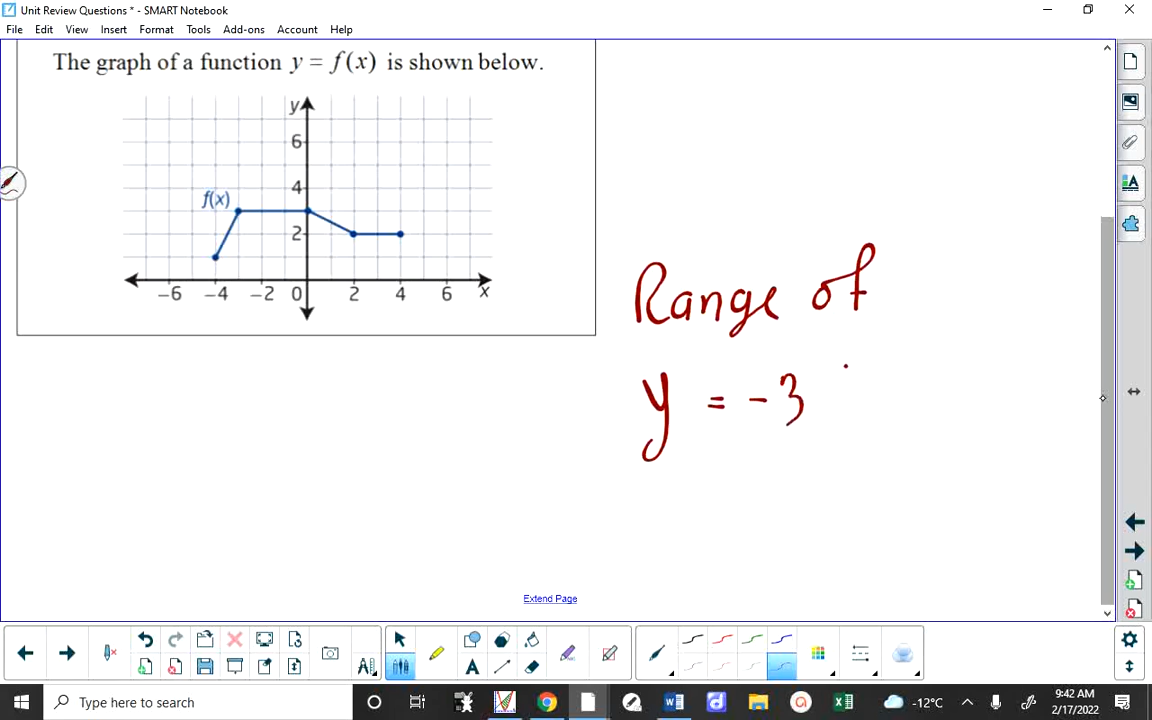 Unit Review Questions * - SMART Notebook
File Edit View Insert Format Tools Add-ons Account Help
The graph of a function y = f(x) is shown below.
y
6
4
f(x)
2
−6 −4 −2 0 2 4 6 x
Range of
y = -3
Extend Page
Type here to search
-12°C
9:42 AM
2/17/2022